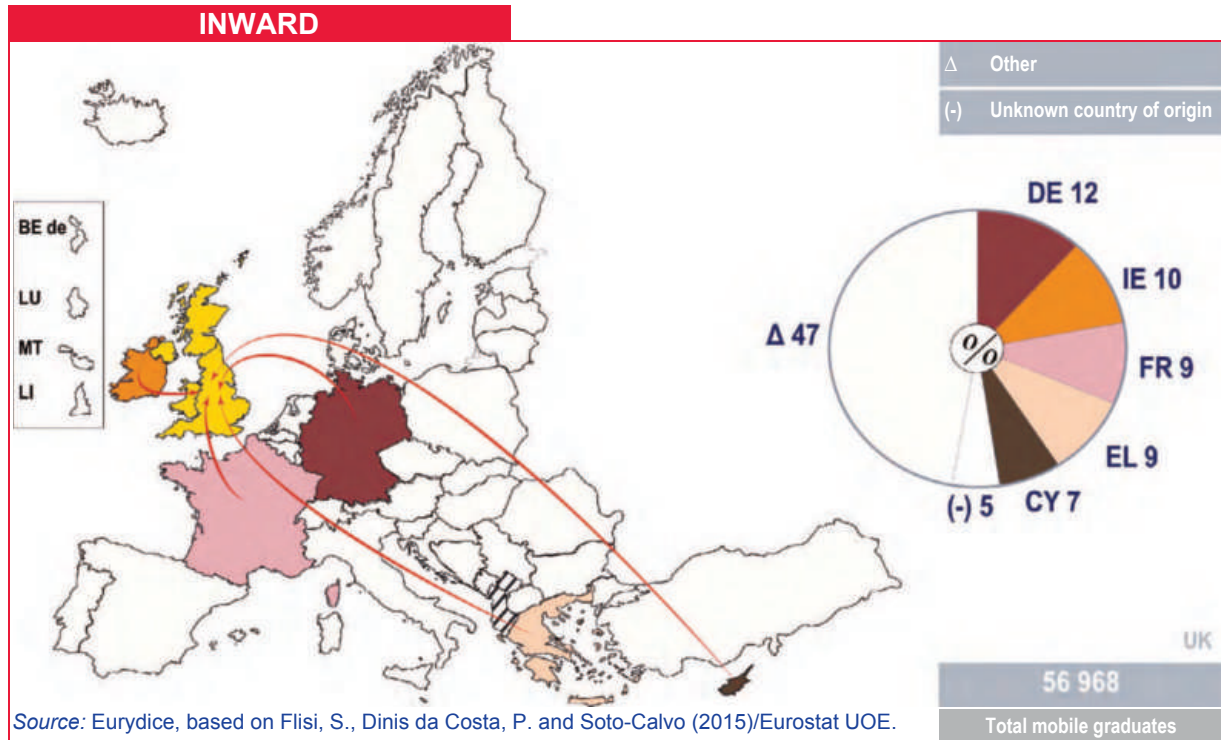 INWARD
Δ Other
(-) Unknown country of origin
BE de
LU
MT
LI
DE 12
IE 10
FR 9
EL 9
CY 7
(-) 5
Δ 47
%
UK
56 968
Total mobile graduates
Source: Eurydice, based on Flisi, S., Dinis da Costa, P. and Soto-Calvo (2015)/Eurostat UOE.